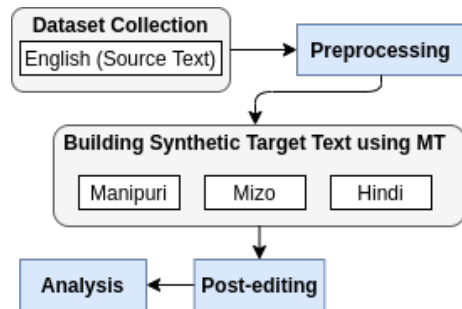 Dataset Collection
English (Source Text)
Preprocessing
Building Synthetic Target Text using MT
Manipuri
Mizo
Hindi
Post-editing
Analysis